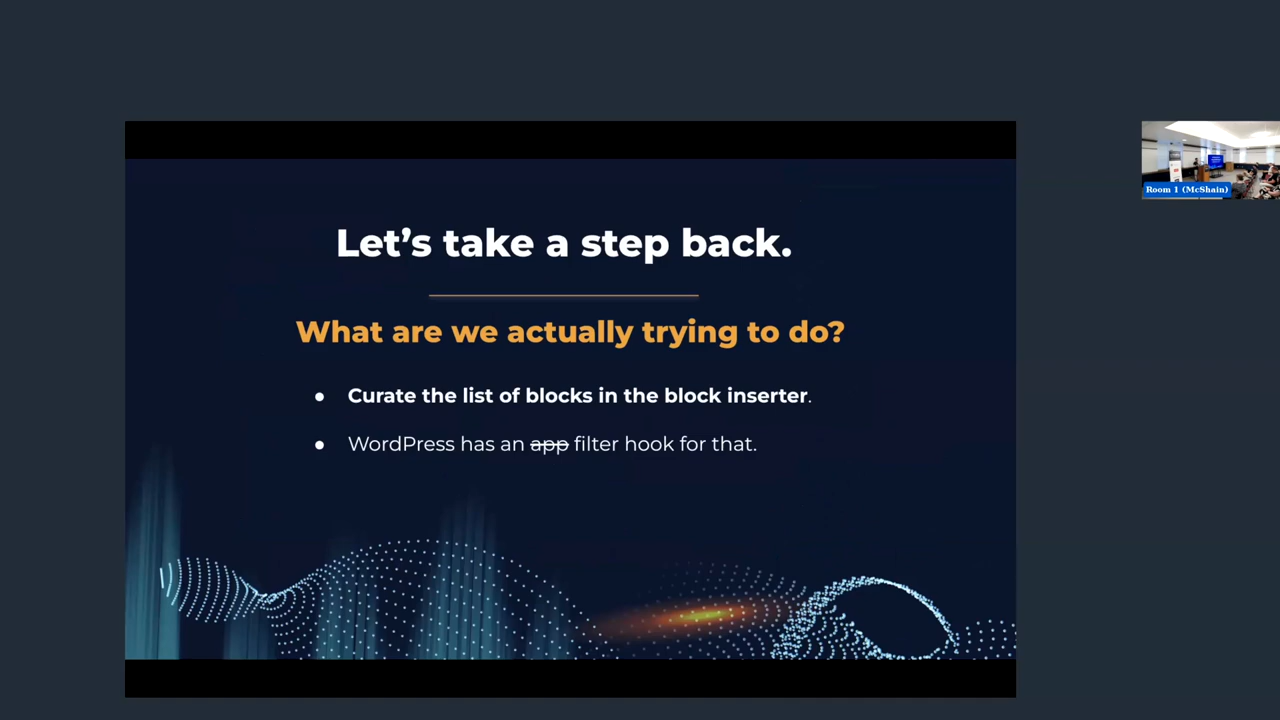 Let's take a step back.
What are we actually trying to do?
● Curate the list of blocks in the block inserter.
● WordPress has an app filter hook for that.
Room 1 (McShain)